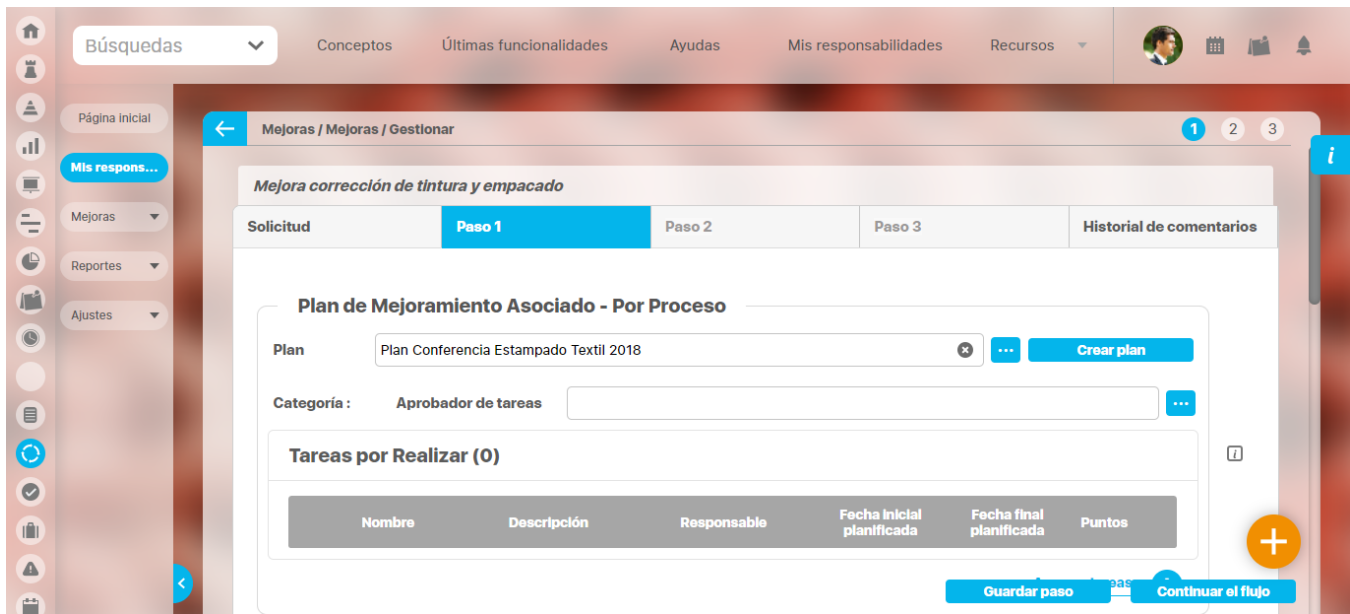 Búsquedas
Conceptos
Últimas funcionalidades
Ayudas
Mis responsabilidades
Recursos
Página inicial
Mis respons...
Mejoras
Reportes
Ajustes
Mejoras / Mejoras / Gestionar
1 2 3
i
Mejora corrección de tintura y empacado
Solicitud
Paso 1
Paso 2
Paso 3
Historial de comentarios
Plan de Mejoramiento Asociado - Por Proceso
Plan
Plan Conferencia Estampado Textil 2018
Crear plan
Categoría :
Aprobador de tareas
Tareas por Realizar (0)
i
Nombre
Descripción
Responsable
Fecha inicial
planificada
Fecha final
planificada
Puntos
Guardar paso
Continuar el flujo